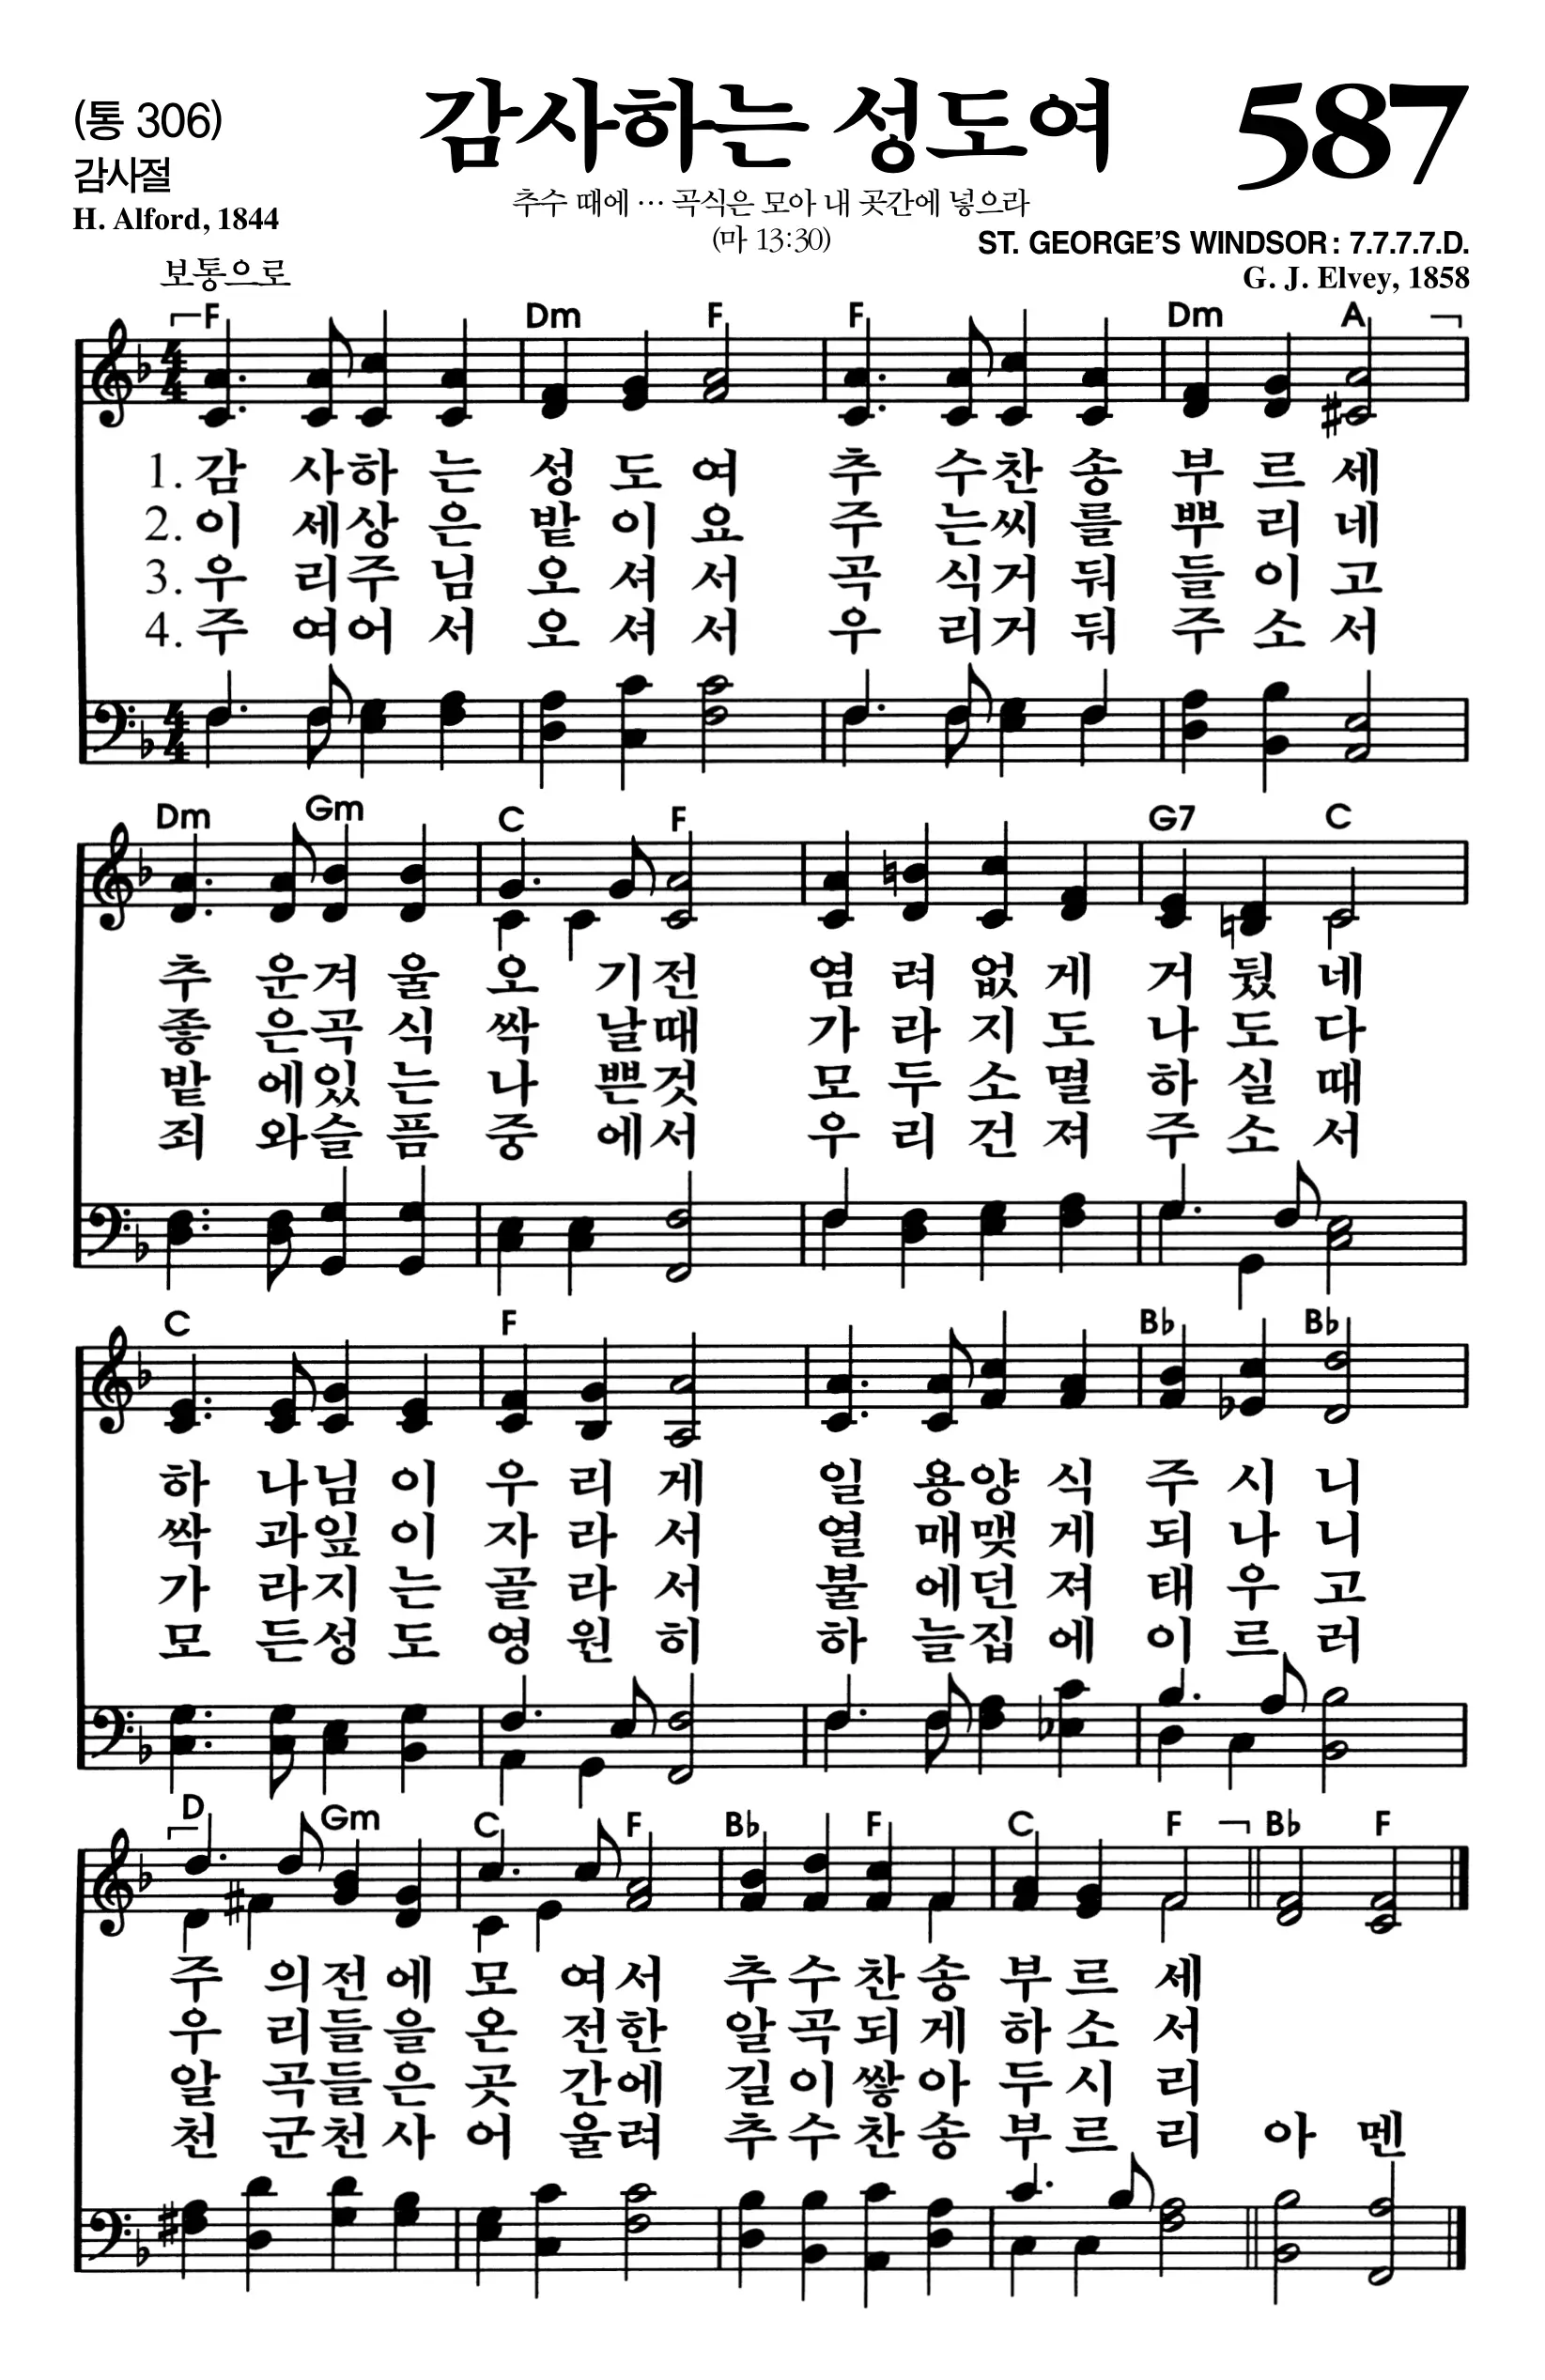 (통 306)
감사하는 성도여
587
감사절
추수 때에 … 곡식은 모아 내 곳간에 넣으라
H. Alford, 1844
(마 13:30)
ST. GEORGE'S WINDSOR : 7.7.7.7.D.
보통으로
G. J. Elvey, 1858
F Dm F F Dm A
4 4
1. 감 사하 는 성 도 여 추 수찬 송 부 르 세
2. 이 세상 은 밭 이 요 주 는씨 를 뿌 리 네
3. 우 리주 님 오 셔 서 곡 식거 둬 들 이 고
4. 주 여어 서 오 셔 서 우 리거 둬 주 소 서
4 4
Dm Gm C F G7 C
추 운겨 울 오 기전 염 려 없 게 거 뒀 네
좋 은곡 식 싹 날때 가 라 지 도 나 도 다
밭 에있 는 나 쁜것 모 두 소 멸 하 실 때
죄 와슬 픔 중 에서 우 리 건 져 주 소 서
C F B♭ B♭
하 나님 이 우 리 게 일 용양 식 주 시 니
싹 과잎 이 자 라 서 열 매맺 게 되 나 니
가 라지 는 골 라 서 불 에던 져 태 우 고
모 든성 도 영 원 히 하 늘집 에 이 르 러
D Gm C F B♭ F C F B♭ F
주 의전 에 모 여서 추 수 찬 송 부 르 세
우 리들 을 온 전한 알 곡 되 게 하 소 서
알 곡들 은 곳 간에 길 이 쌓 아 두 시 리
천 군천 사 어 울려 추 수 찬 송 부 르 리 아 멘